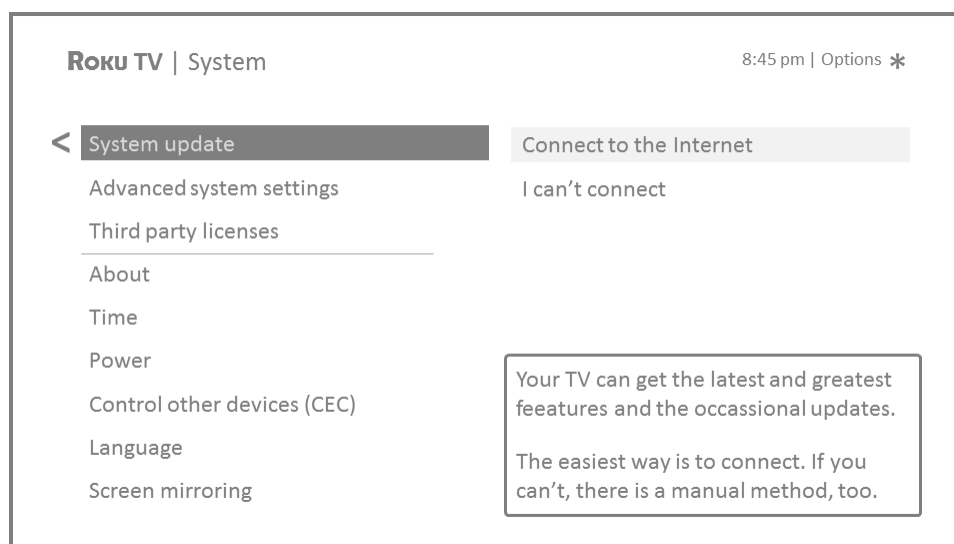 ROKU TV | System
8:45 pm | Options *
< System update
Advanced system settings
Third party licenses
About
Time
Power
Control other devices (CEC)
Language
Screen mirroring
Connect to the Internet
I can't connect
Your TV can get the latest and greatest
feeatures and the occassional updates.
The easiest way is to connect. If you
can't, there is a manual method, too.